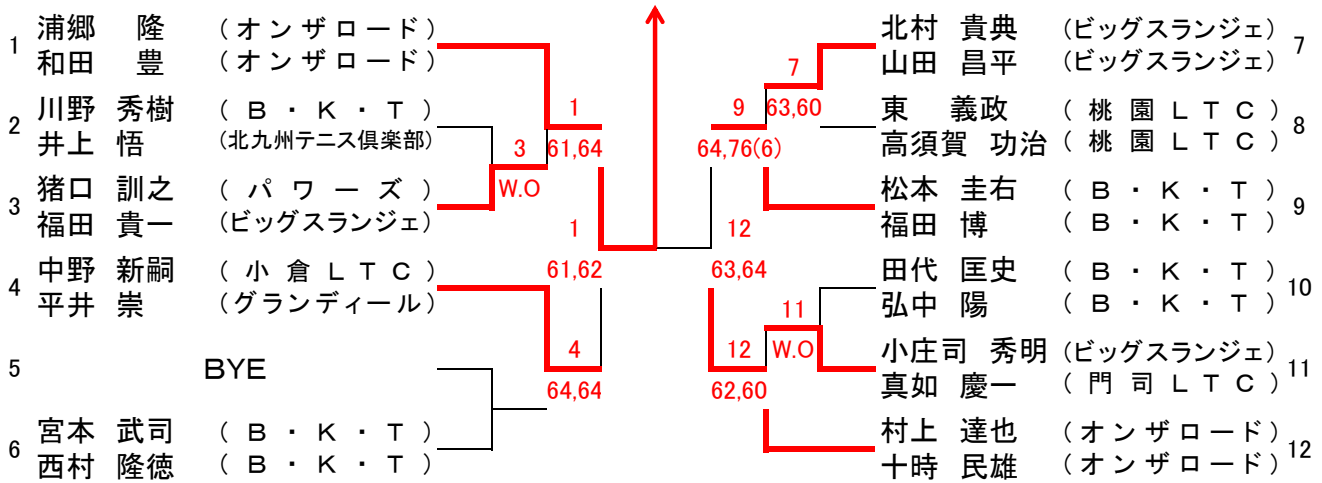 1 浦郷 隆 (オンザロード)
和田 豊 (オンザロード)
2 川野 秀樹 (B・K・T)
井上 悟 (北九州テニス倶楽部)
3 猪口 訓之 (パワーズ)
福田 貴一 (ビッグスランジェ)
4 中野 新嗣 (小倉LTC)
平井 崇 (グランディール)
5 BYE
6 宮本 武司 (B・K・T)
西村 隆徳 (B・K・T)
1
61,64
3
W.O
1
61,62
4
64,64
7
63,60
9
64,76(6)
12
63,64
11
W.O
12
62,60
北村 貴典 (ビッグスランジェ) 7
山田 昌平 (ビッグスランジェ)
東 義政 (桃園LTC) 8
高須賀 功治 (桃園LTC)
松本 圭右 (B・K・T) 9
福田 博 (B・K・T)
田代 匡史 (B・K・T) 10
弘中 陽 (B・K・T)
小庄司 秀明 (ビッグスランジェ) 11
真如 慶一 (門司LTC)
村上 達也 (オンザロード) 12
十時 民雄 (オンザロード)